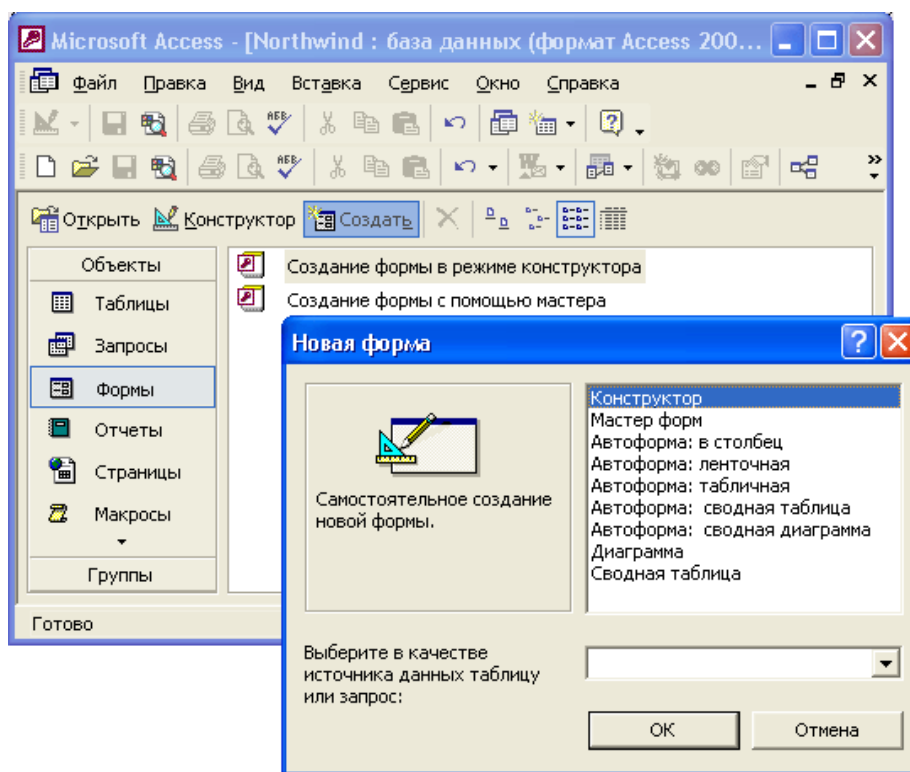 Microsoft Access - [Northwind : база данных (формат Access 200...
Файл Правка Вид Вставка Сервис Окно Справка
Открыть Конструктор Создать
Объекты
Таблицы
Запросы
Формы
Отчеты
Страницы
Макросы
Группы
Создание формы в режиме конструктора
Создание формы с помощью мастера
Готово
Новая форма
Самостоятельное создание
новой формы.
Конструктор
Мастер форм
Автоформа: в столбец
Автоформа: ленточная
Автоформа: табличная
Автоформа: сводная таблица
Автоформа: сводная диаграмма
Диаграмма
Сводная таблица
Выберите в качестве
источника данных таблицу
или запрос:
ОК Отмена